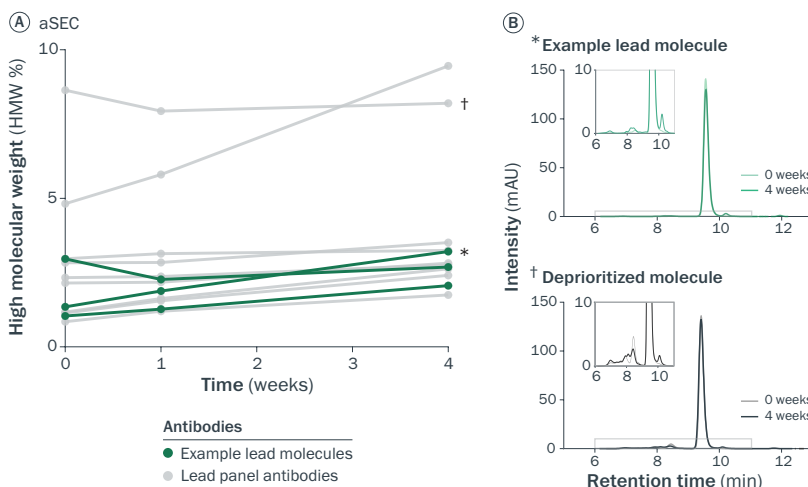 A aSEC
10
5
0
High molecular weight (HMW %)
†
*
0 1 2 3 4
Time (weeks)
Antibodies
Example lead molecules
Lead panel antibodies
B
* Example lead molecule
150
100
50
0
10
0
6 8 10
0 weeks
4 weeks
6 8 10 12
Intensity (mAU)
† Deprioritized molecule
150
100
50
0
10
0
6 8 10
0 weeks
4 weeks
6 8 10 12
Retention time (min)